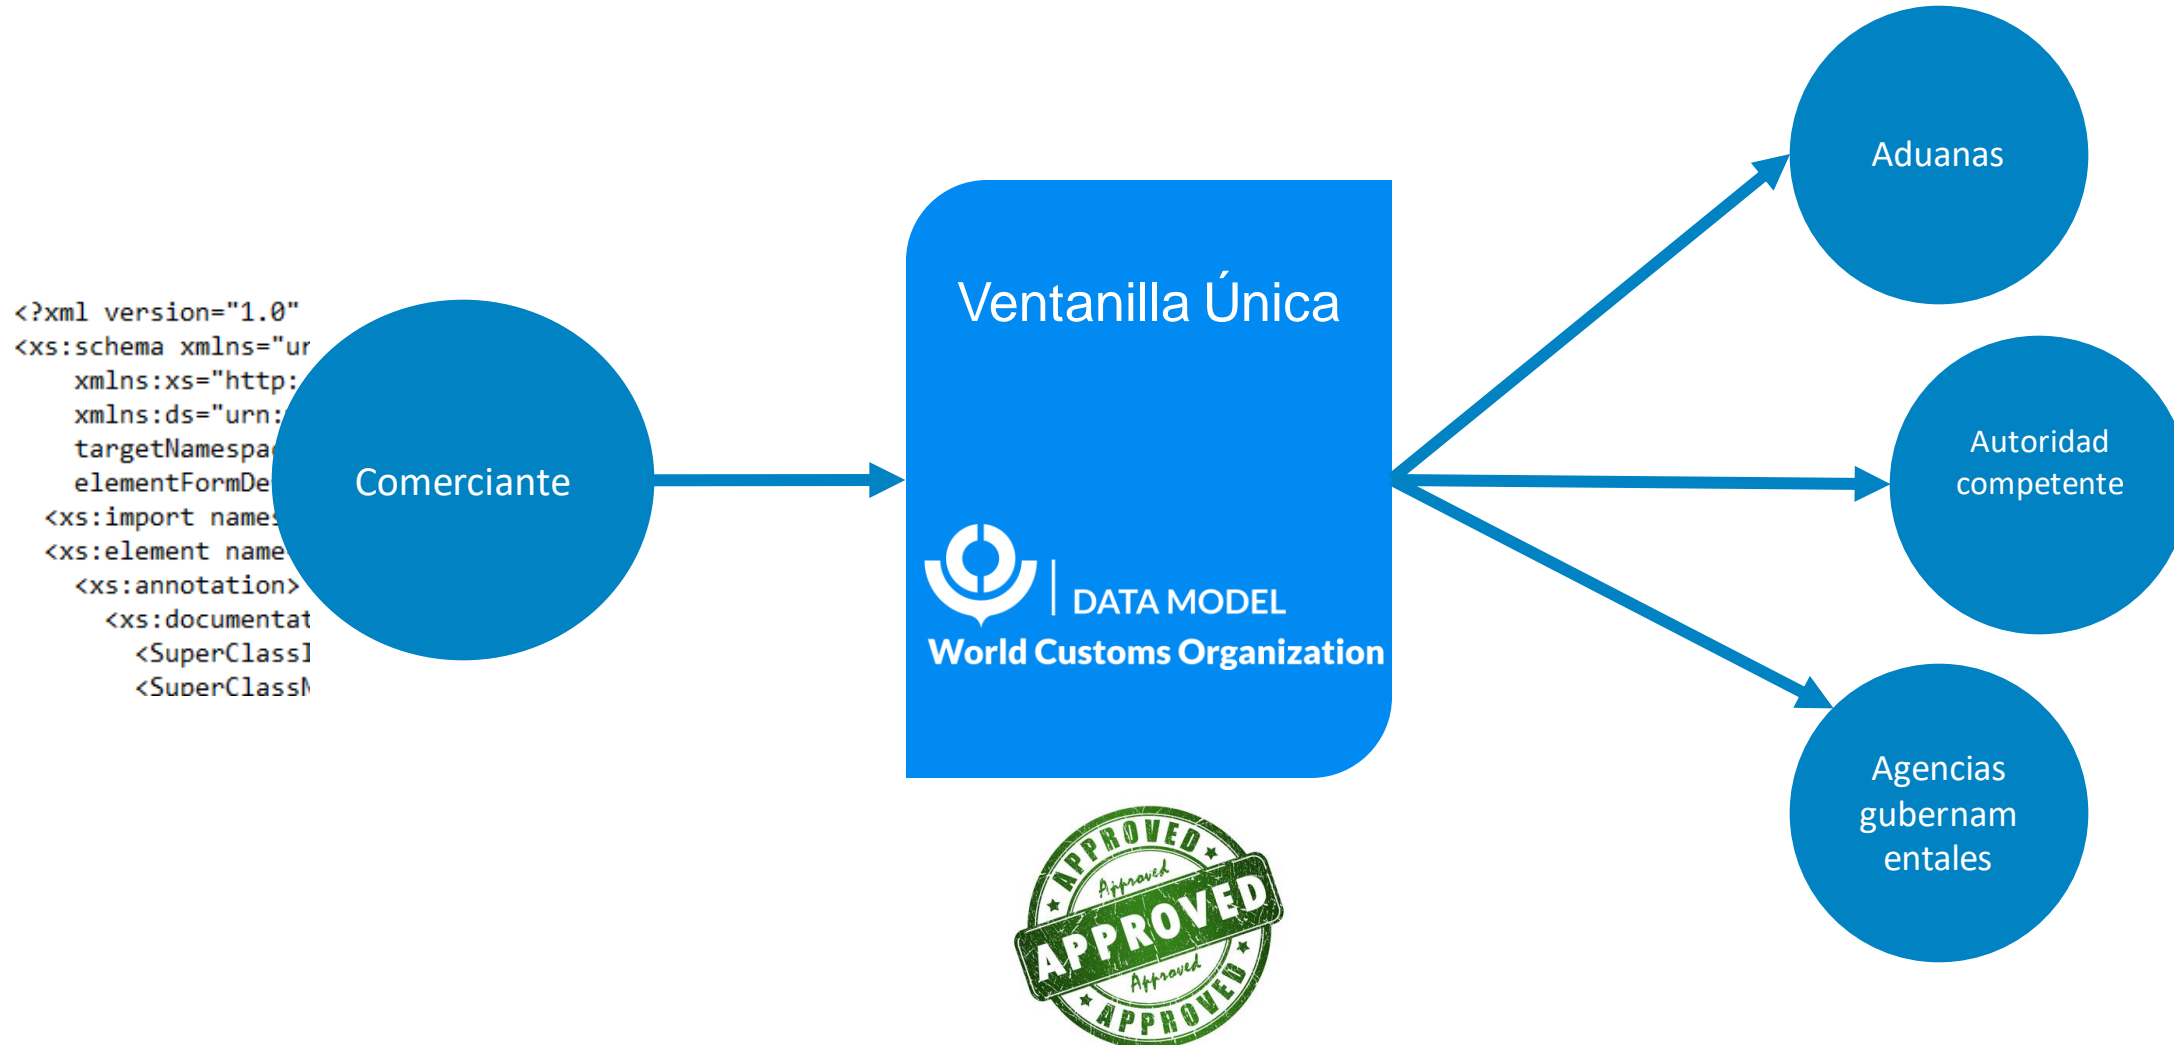 <?xml version="1.0"
<xs:schema xmlns="ur
xmlns:xs="http:
xmlns:ds="urn:
targetNamespa
elementFormDe
<xs:import names
<xs:element name
<xs:annotation>
<xs:documentat
<SuperClassI
<SuperClassN
Comerciante
Ventanilla Única
DATA MODEL
World Customs Organization
APPROVED
Approved
APPROVED
Approved
APPROVED
Aduanas
Autoridad
competente
Agencias
gubernam
entales